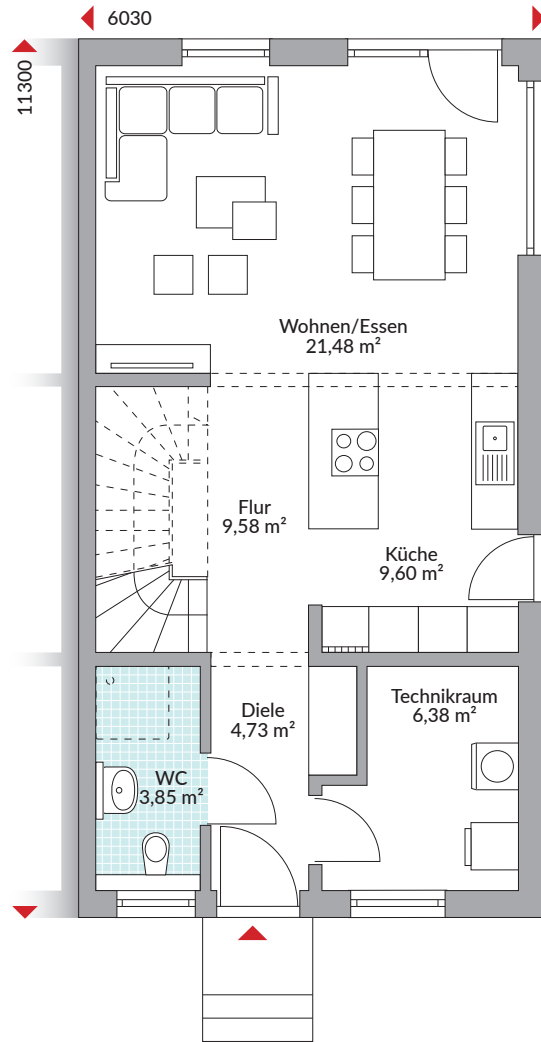 6030
11300
Wohnen/Essen
21,48 m²
Flur
9,58 m²
Küche
9,60 m²
Diele
4,73 m²
Technikraum
6,38 m²
WC
3,85 m²